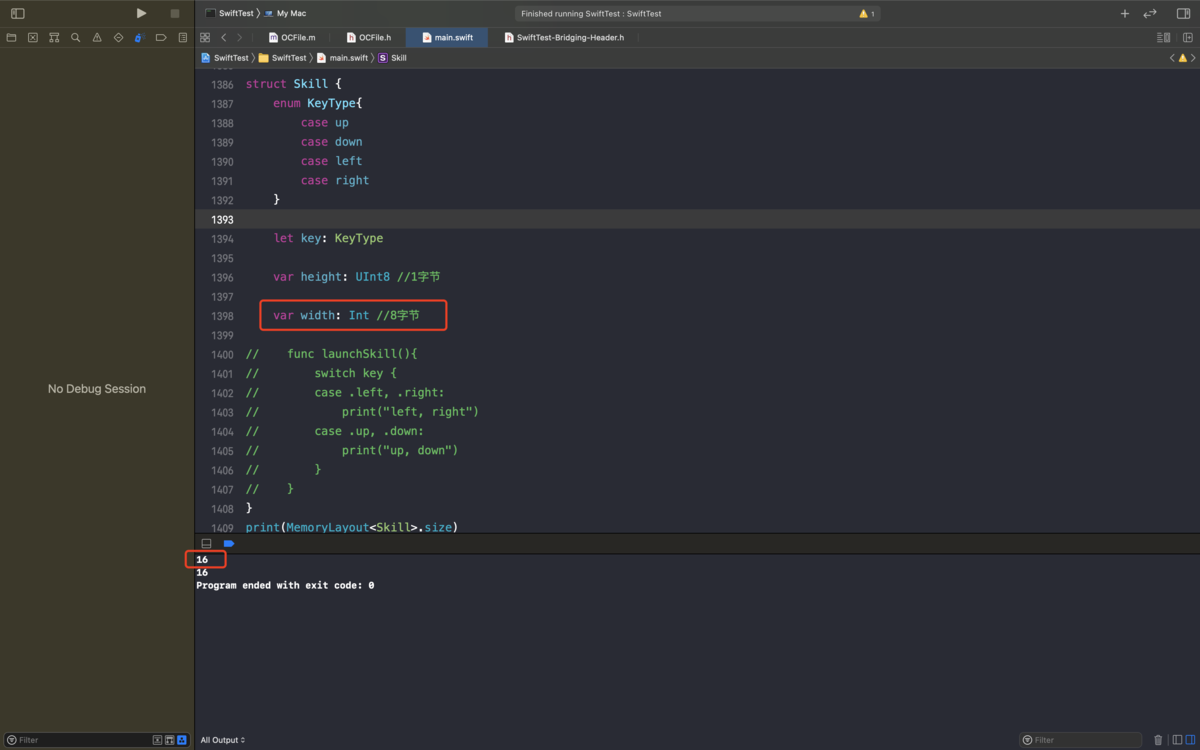 SwiftTest 〉 My Mac
Finished running SwiftTest : SwiftTest
1
OCFile.m
OCFile.h
main.swift
SwiftTest-Bridging-Header.h
SwiftTest 〉 SwiftTest 〉 main.swift 〉 S Skill
1386 struct Skill {
1387 enum KeyType{
1388 case up
1389 case down
1390 case left
1391 case right
1392 }
1393
1394 let key: KeyType
1395
1396 var height: UInt8 //1字节
1397
1398 var width: Int //8字节
1399
1400 // func launchSkill(){
1401 // switch key {
1402 // case .left, .right:
1403 // print("left, right")
1404 // case .up, .down:
1405 // print("up, down")
1406 // }
1407 // }
1408 }
1409 print(MemoryLayout<Skill>.size)
No Debug Session
16
16
Program ended with exit code: 0
Filter
All Output
Filter